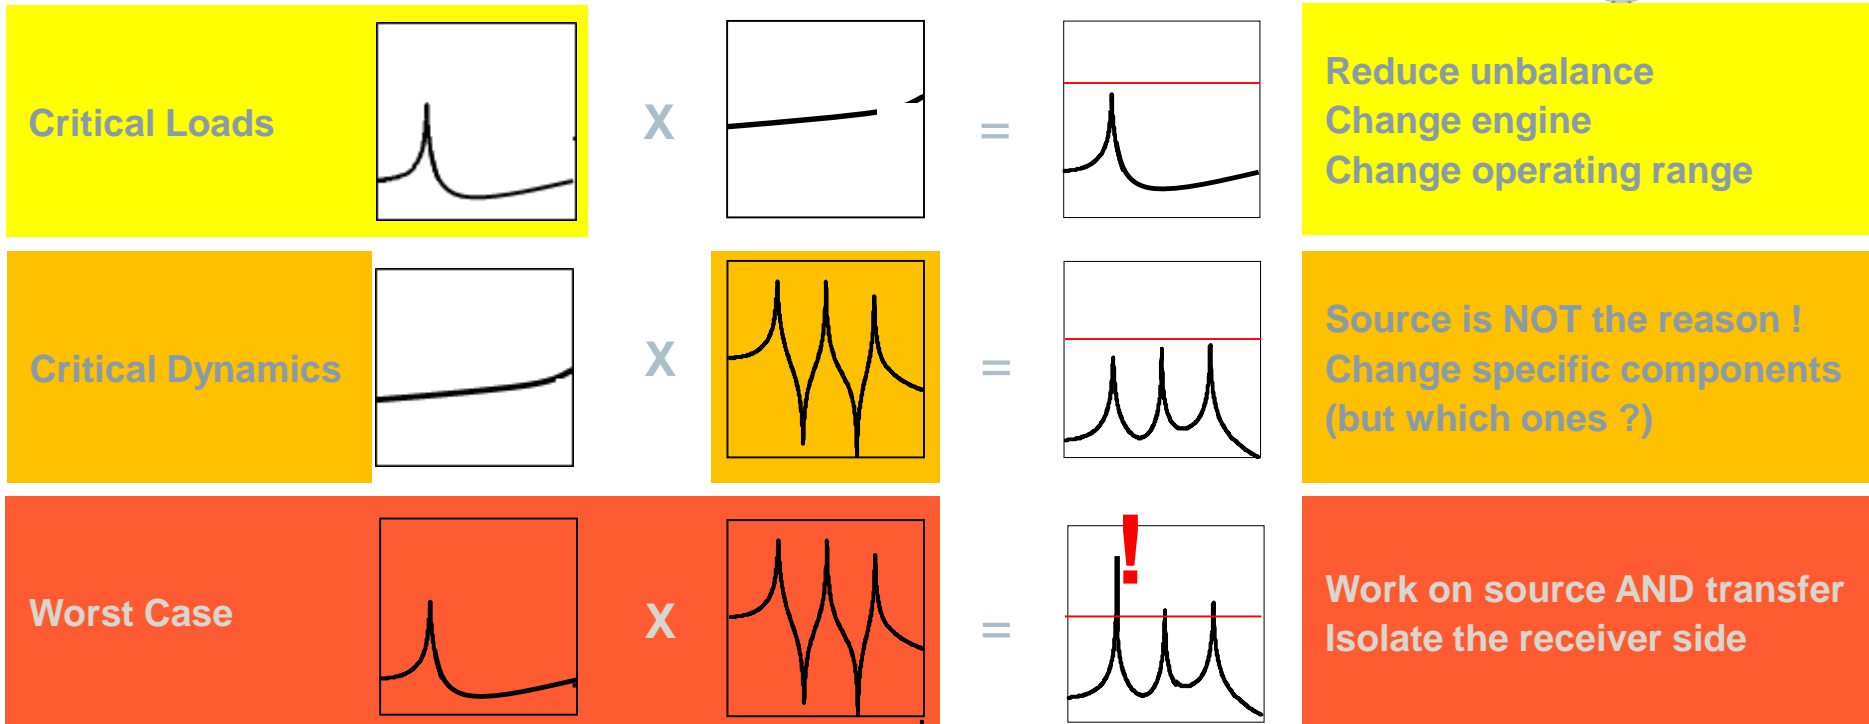 Critical Loads
X
=
Reduce unbalance
Change engine
Change operating range
Critical Dynamics
X
=
Source is NOT the reason !
Change specific components
(but which ones ?)
Worst Case
X
=
!
Work on source AND transfer
Isolate the receiver side